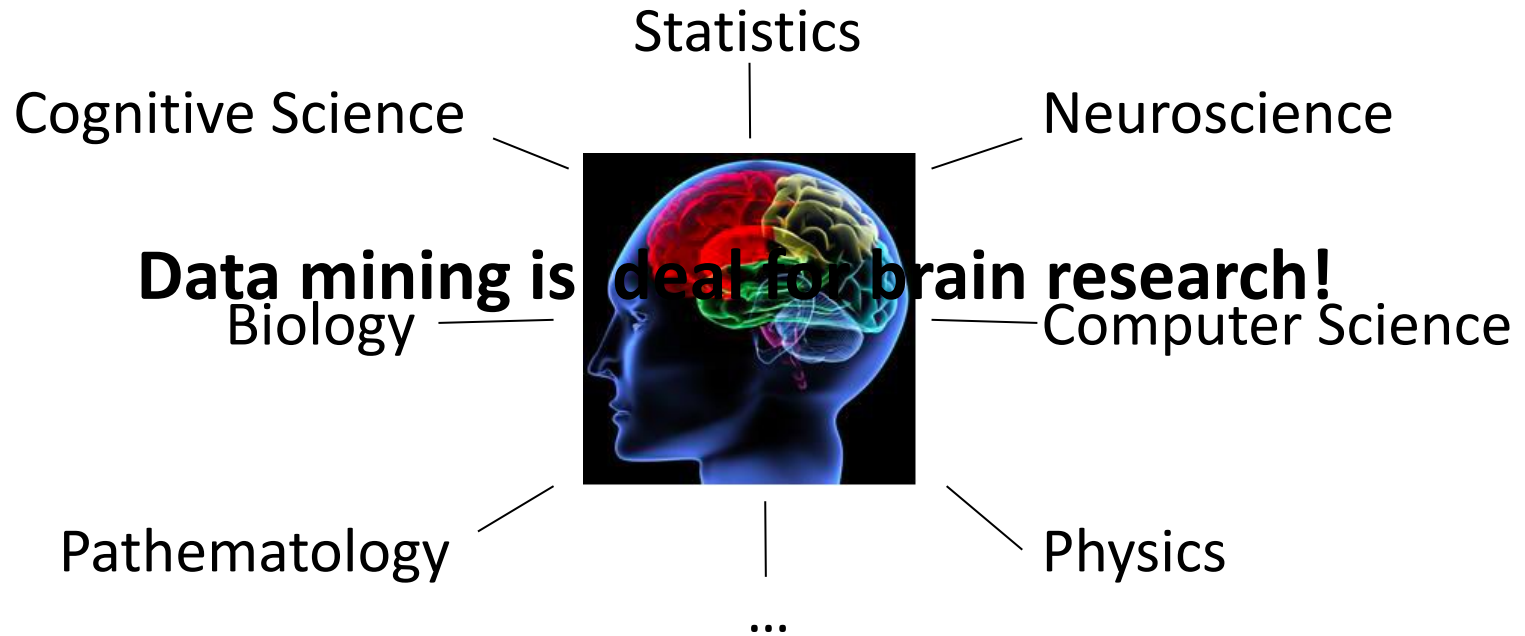 Statistics
Cognitive Science
Neuroscience
Data mining is ideal for brain research!
Biology
Computer Science
Pathematology
Physics
...